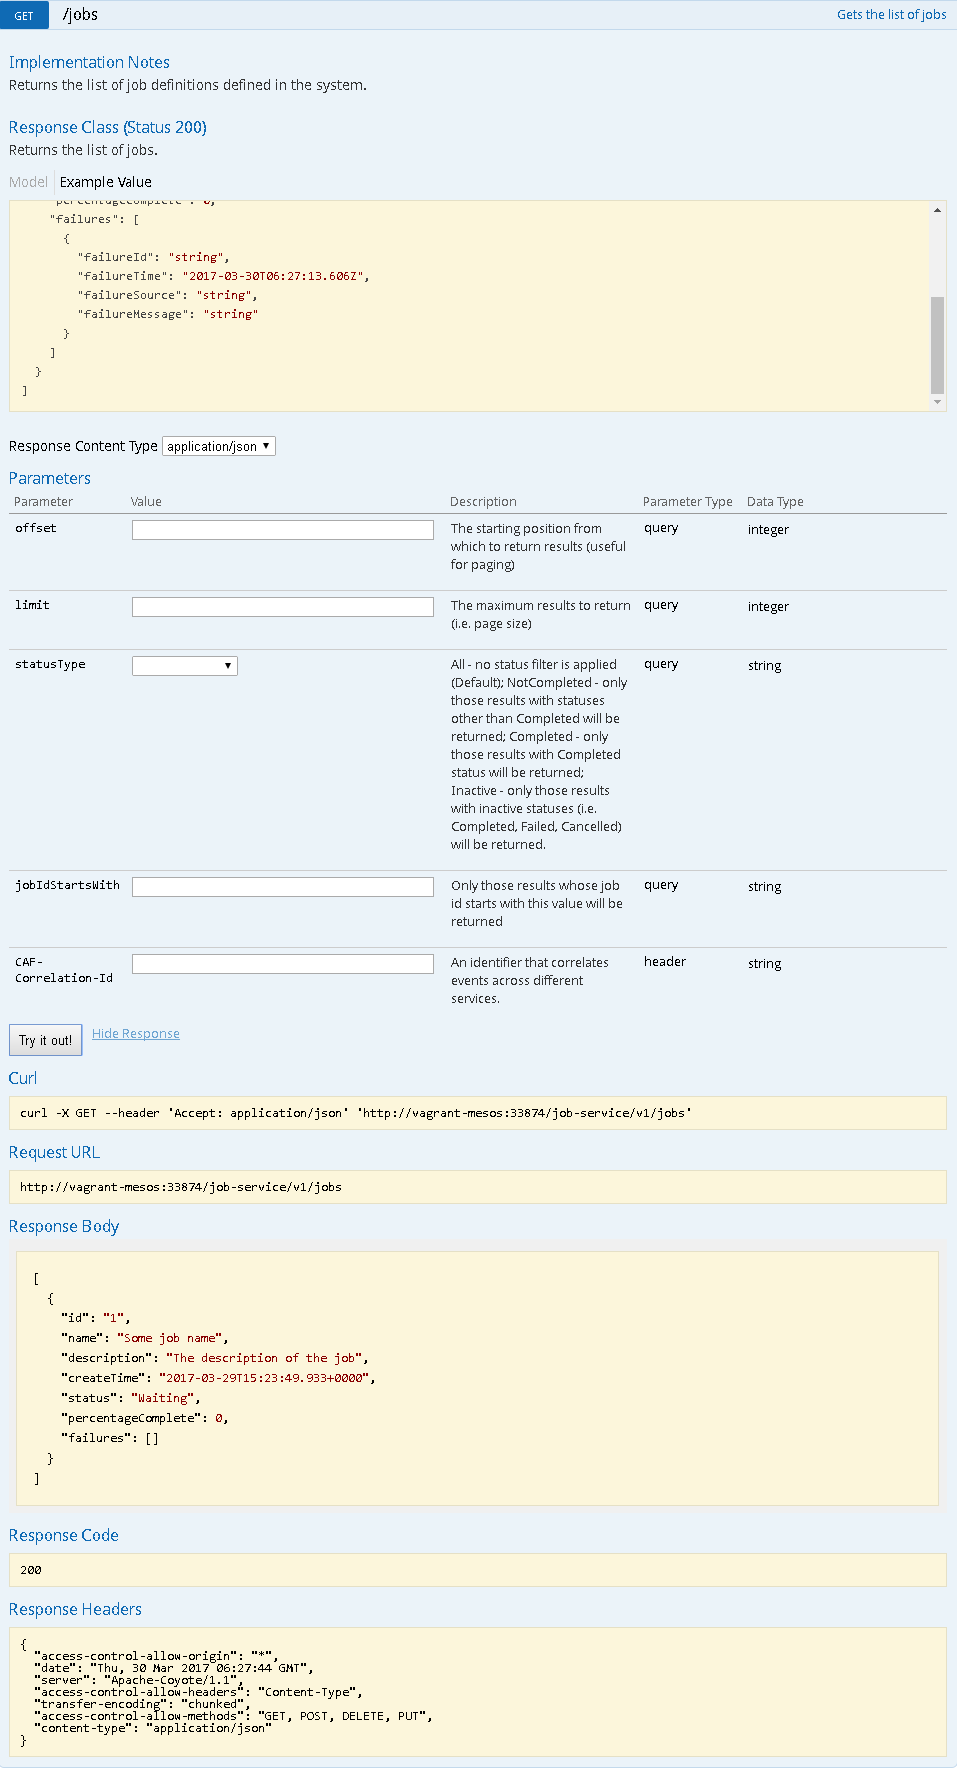 GET /jobs Gets the list of jobs
Implementation Notes
Returns the list of job definitions defined in the system.
Response Class (Status 200)
Returns the list of jobs.
Model Example Value
"percentageComplete": 0,
"failures": [
{
"failureId": "string",
"failureTime": "2017-03-30T06:27:13.606Z",
"failureSource": "string",
"failureMessage": "string"
}
]
}
]
Response Content Type application/json
Parameters
Parameter Value Description Parameter Type Data Type
offset The starting position from query integer
which to return results (useful
for paging)
limit The maximum results to return query integer
(i.e. page size)
statusType All - no status filter is applied query string
(Default); NotCompleted - only
those results with statuses
other than Completed will be
returned; Completed - only
those results with Completed
status will be returned;
Inactive - only those results
with inactive statuses (i.e.
Completed, Failed, Cancelled)
will be returned.
jobIdStartsWith Only those results whose job query string
id starts with this value will be
returned
CAF- An identifier that correlates header string
Correlation-Id events across different
services.
Try it out! Hide Response
Curl
curl -X GET --header 'Accept: application/json' 'http://vagrant-mesos:33874/job-service/v1/jobs'
Request URL
http://vagrant-mesos:33874/job-service/v1/jobs
Response Body
[
{
"id": "1",
"name": "Some job name",
"description": "The description of the job",
"createTime": "2017-03-29T15:23:49.933+0000",
"status": "Waiting",
"percentageComplete": 0,
"failures": []
}
]
Response Code
200
Response Headers
{
"access-control-allow-origin": "*",
"date": "Thu, 30 Mar 2017 06:27:44 GMT",
"server": "Apache-Coyote/1.1",
"access-control-allow-headers": "Content-Type",
"transfer-encoding": "chunked",
"access-control-allow-methods": "GET, POST, DELETE, PUT",
"content-type": "application/json"
}